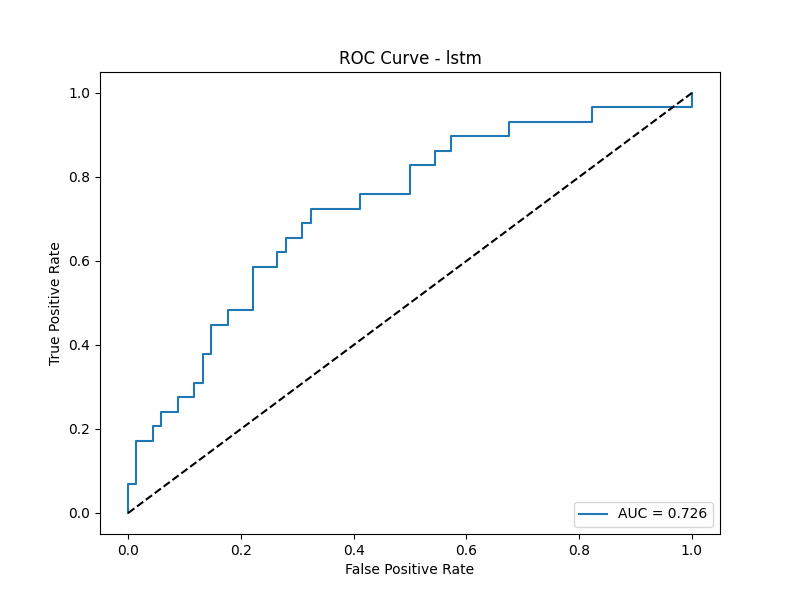 ROC Curve - lstm
True Positive Rate
1.0
0.8
0.6
0.4
0.2
0.0
AUC = 0.726
0.0 0.2 0.4 0.6 0.8 1.0
False Positive Rate